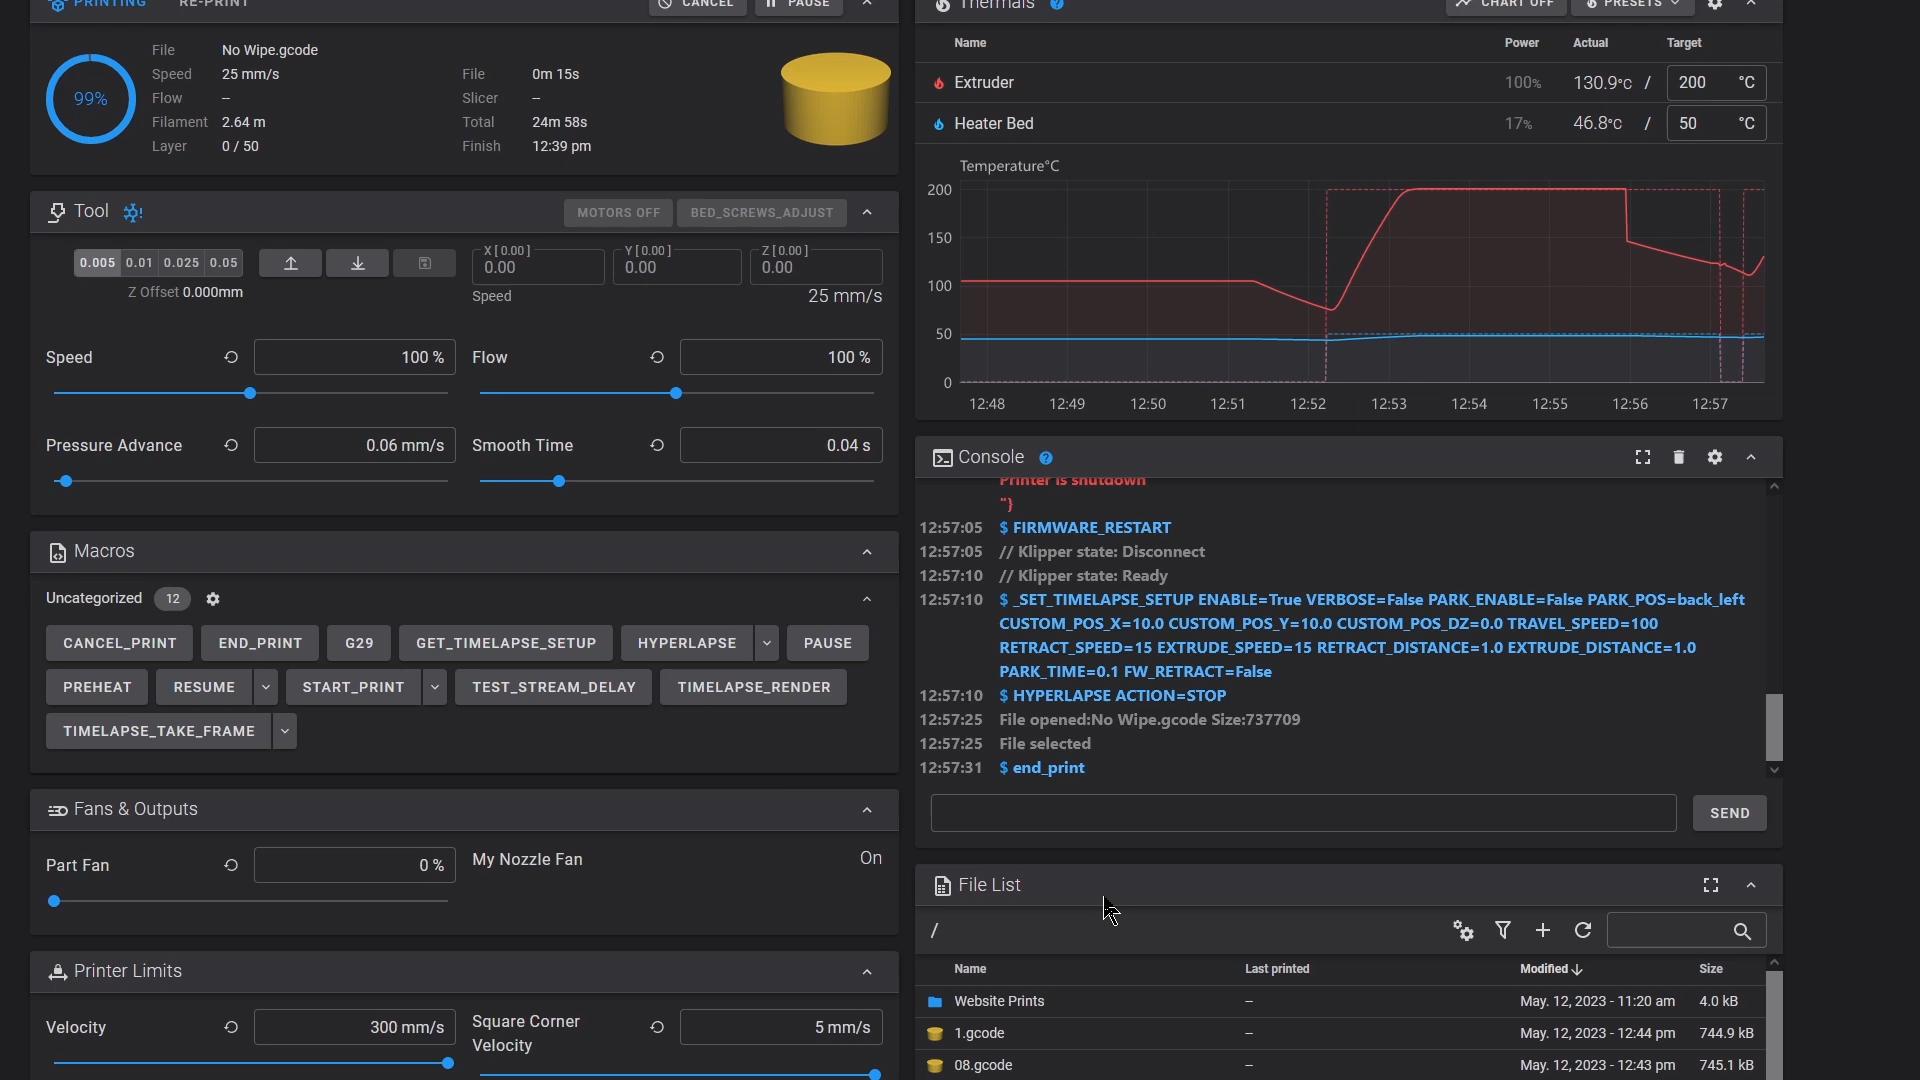 PRINTING
RE-PRINT
CANCEL
PAUSE
99%
File No Wipe.gcode
Speed 25 mm/s
Flow --
Filament 2.64 m
Layer 0 / 50
File 0m 15s
Slicer --
Total 24m 58s
Finish 12:39 pm
Tool
MOTORS OFF
BED_SCREWS_ADJUST
0.005 0.01 0.025 0.05
Z Offset 0.000mm
X [ 0.00 ]
0.00
Y [ 0.00 ]
0.00
Z [ 0.00 ]
0.00
Speed 25 mm/s
Speed 100 %
Flow 100 %
Pressure Advance 0.06 mm/s
Smooth Time 0.04 s
Macros
Uncategorized 12
CANCEL_PRINT END_PRINT G29 GET_TIMELAPSE_SETUP HYPERLAPSE PAUSE
PREHEAT RESUME START_PRINT TEST_STREAM_DELAY TIMELAPSE_RENDER
TIMELAPSE_TAKE_FRAME
Fans & Outputs
Part Fan 0 %
My Nozzle Fan On
Printer Limits
Velocity 300 mm/s
Square Corner
Velocity
5 mm/s
Thermals
CHART OFF
PRESETS
Name Power Actual Target
Extruder 100% 130.9°C / 200 °C
Heater Bed 17% 46.8°C / 50 °C
Temperature°C
200
150
100
50
0
12:48 12:49 12:50 12:51 12:52 12:53 12:54 12:55 12:56 12:57
Console
Printer is shutdown
"}
12:57:05 $ FIRMWARE_RESTART
12:57:05 // Klipper state: Disconnect
12:57:10 // Klipper state: Ready
12:57:10 $ _SET_TIMELAPSE_SETUP ENABLE=True VERBOSE=False PARK_ENABLE=False PARK_POS=back_left
CUSTOM_POS_X=10.0 CUSTOM_POS_Y=10.0 CUSTOM_POS_DZ=0.0 TRAVEL_SPEED=100
RETRACT_SPEED=15 EXTRUDE_SPEED=15 RETRACT_DISTANCE=1.0 EXTRUDE_DISTANCE=1.0
PARK_TIME=0.1 FW_RETRACT=False
12:57:10 $ HYPERLAPSE ACTION=STOP
12:57:25 File opened:No Wipe.gcode Size:737709
12:57:25 File selected
12:57:31 $ end_print
SEND
File List
/
Name Last printed Modified Size
Website Prints -- May. 12, 2023 - 11:20 am 4.0 kB
1.gcode -- May. 12, 2023 - 12:44 pm 744.9 kB
08.gcode -- May. 12, 2023 - 12:43 pm 745.1 kB